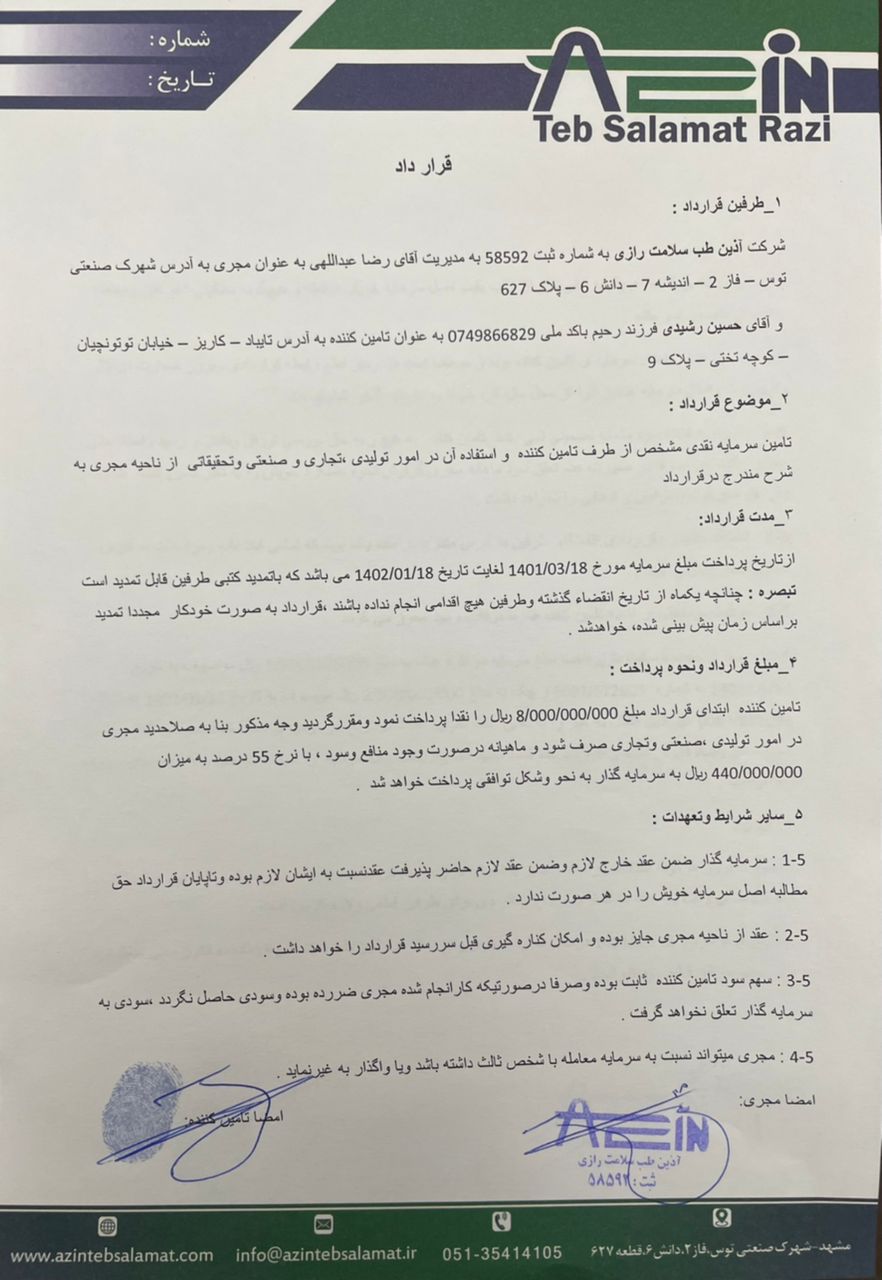 شماره:
تاریخ:
AZIN
Teb Salamat Razi
قرار داد
۱_طرفین قرارداد :
شرکت آذین طب سلامت رازی به شماره ثبت 58592 به مدیریت آقای رضا عبداللهی به عنوان مجری به آدرس شهرک صنعتی
توس – فاز 2 – اندیشه 7 – دانش 6 – پلاک 627
و آقای حسین رشیدی فرزند رحیم باکد ملی 0749866829 به عنوان تامین کننده به آدرس تایباد – کاریز – خیابان توتونچیان
– کوچه تختی – پلاک 9
۲_موضوع قرارداد :
تامین سرمایه نقدی مشخص از طرف تامین کننده و استفاده آن در امور تولیدی ،تجاری و صنعتی وتحقیقاتی از ناحیه مجری به
شرح مندرج درقرارداد
۳_مدت قرارداد:
ازتاریخ پرداخت مبلغ سرمایه مورخ 1401/03/18 لغایت تاریخ 1402/01/18 می باشد که باتمدید کتبی طرفین قابل تمدید است
تبصره : چنانچه یکماه از تاریخ انقضاء گذشته وطرفین هیچ اقدامی انجام نداده باشند ،قرارداد به صورت خودکار مجددا تمدید
براساس زمان پیش بینی شده، خواهدشد .
۴_مبلغ قرارداد ونحوه پرداخت :
تامین کننده ابتدای قرارداد مبلغ 8/000/000/000 ریال را نقدا پرداخت نمود ومقررگردید وجه مذکور بنا به صلاحدید مجری
در امور تولیدی ،صنعتی وتجاری صرف شود و ماهیانه درصورت وجود منافع وسود ، با نرخ 55 درصد به میزان
440/000/000 ریال به سرمایه گذار به نحو وشکل توافقی پرداخت خواهد شد .
۵_سایر شرایط وتعهدات :
1-5 : سرمایه گذار ضمن عقد خارج لازم وضمن عقد لازم حاضر پذیرفت عقدنسبت به ایشان لازم بوده وتاپایان قرارداد حق
مطالبه اصل سرمایه خویش را در هر صورت ندارد .
2-5 : عقد از ناحیه مجری جایز بوده و امکان کناره گیری قبل سررسید قرارداد را خواهد داشت .
3-5 : سهم سود تامین کننده ثابت بوده وصرفا درصورتیکه کارانجام شده مجری ضررده بوده وسودی حاصل نگردد ،سودی به
سرمایه گذار تعلق نخواهد گرفت .
4-5 : مجری میتواند نسبت به سرمایه معامله با شخص ثالث داشته باشد ویا واگذار به غیرنماید .
امضا مجری:
امضا تامین کننده:
AZIN
آذین طب سلامت رازی
ثبت: ۵۸۵۹۲
مشهد-شهرک صنعتی توس،فاز۲،دانش۶،قطعه ۶۲۷
051-35414105
info@azintebsalamat.ir
www.azintebsalamat.com